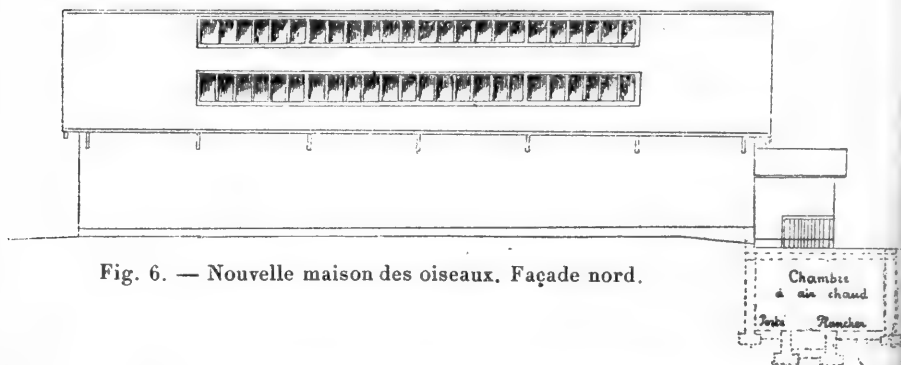 Fig. 6. — Nouvelle maison des oiseaux. Façade nord.
Chambre
à air chaud
Porte Plancher